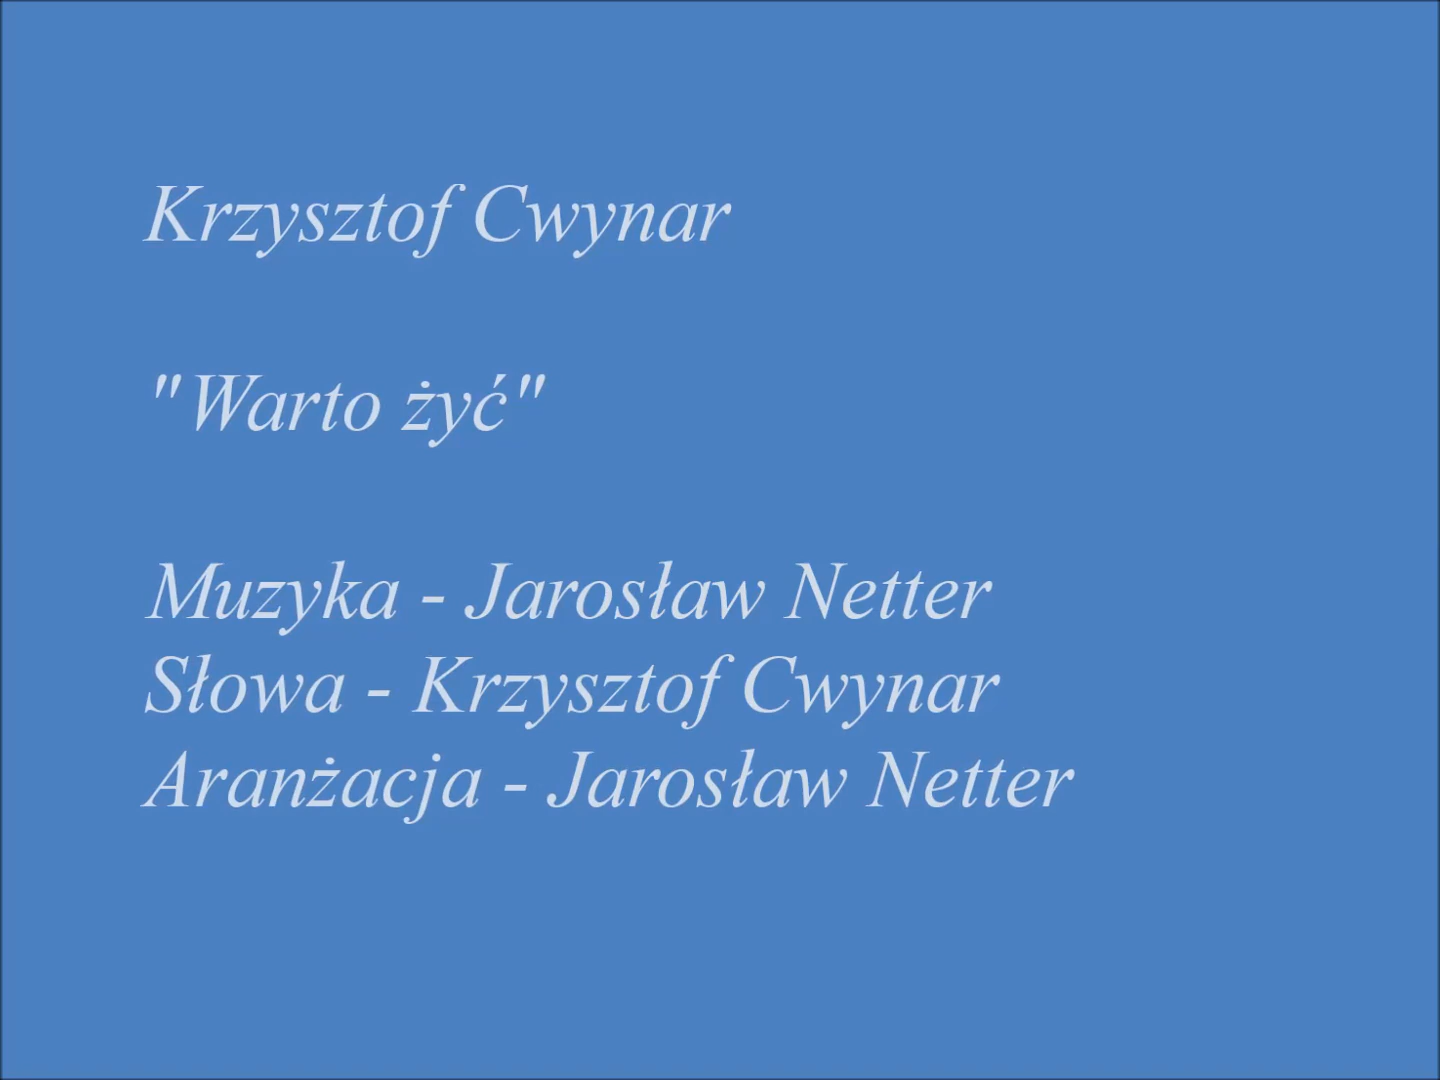 Krzysztof Cwynar
"Warto żyć"
Muzyka - Jarosław Netter
Słowa - Krzysztof Cwynar
Aranżacja - Jarosław Netter